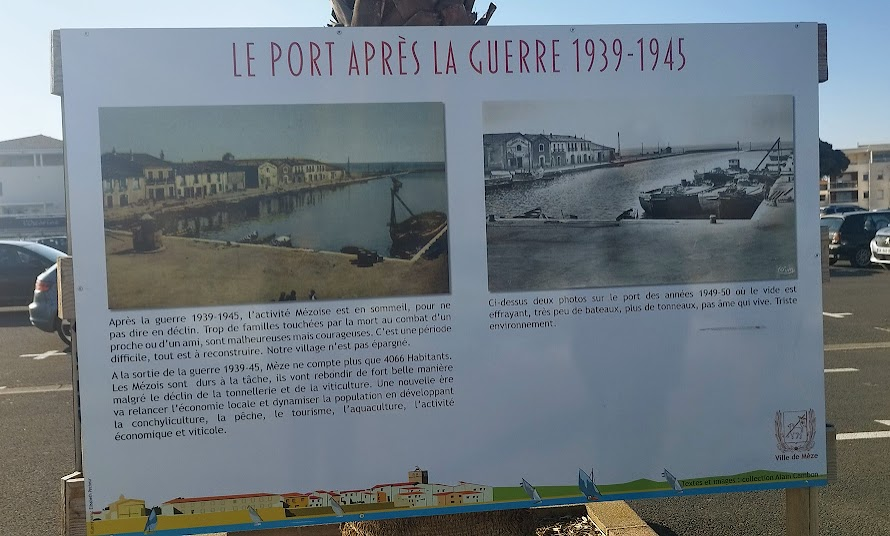 LE PORT APRÈS LA GUERRE 1939-1945
Après la guerre 1939-1945, l'activité Mézoise est en sommeil, pour ne
pas dire en déclin. Trop de familles touchées par la mort au combat d'un
proche ou d'un ami, sont malheureuses mais courageuses. C'est une période
difficile, tout est à reconstruire. Notre village n'est pas épargné.
A la sortie de la guerre 1939-45, Mèze ne compte plus que 4066 Habitants.
Les Mézois sont durs à la tâche, ils vont rebondir de fort belle manière
malgré le déclin de la tonnellerie et de la viticulture. Une nouvelle ère
va relancer l'économie locale et dynamiser la population en développant
la conchyliculture, la pêche, le tourisme, l'aquaculture, l'activité
économique et viticole.
Ci-dessus deux photos sur le port des années 1949-50 où le vide est
effrayant, très peu de bateaux, plus de tonneaux, pas âme qui vive. Triste
environnement.
Ville de Mèze
textes et images : collection Alain Cambon